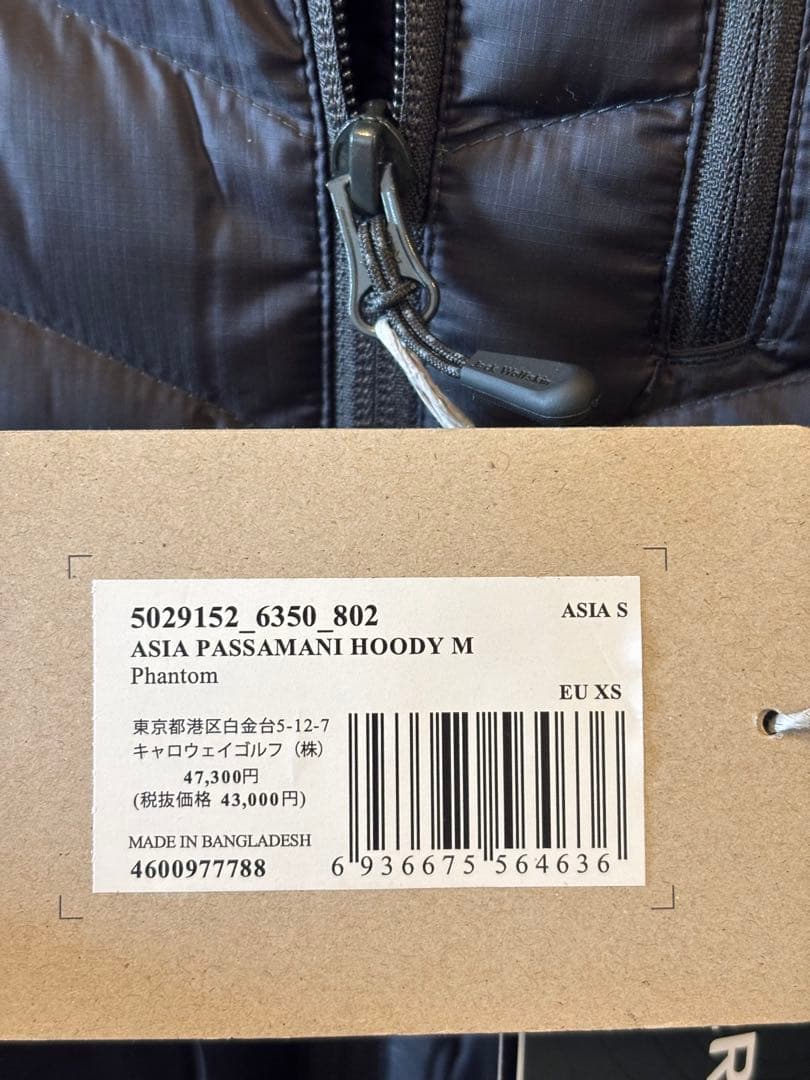 Jack Wolfskin
5029152_6350_802
ASIA S
ASIA PASSAMANI HOODY M
Phantom
EU XS
東京都港区白金台5-12-7
キャロウェイゴルフ（株）
47,300円
(税抜価格 43,000円)
MADE IN BANGLADESH
4600977788
6 936675 564636
R